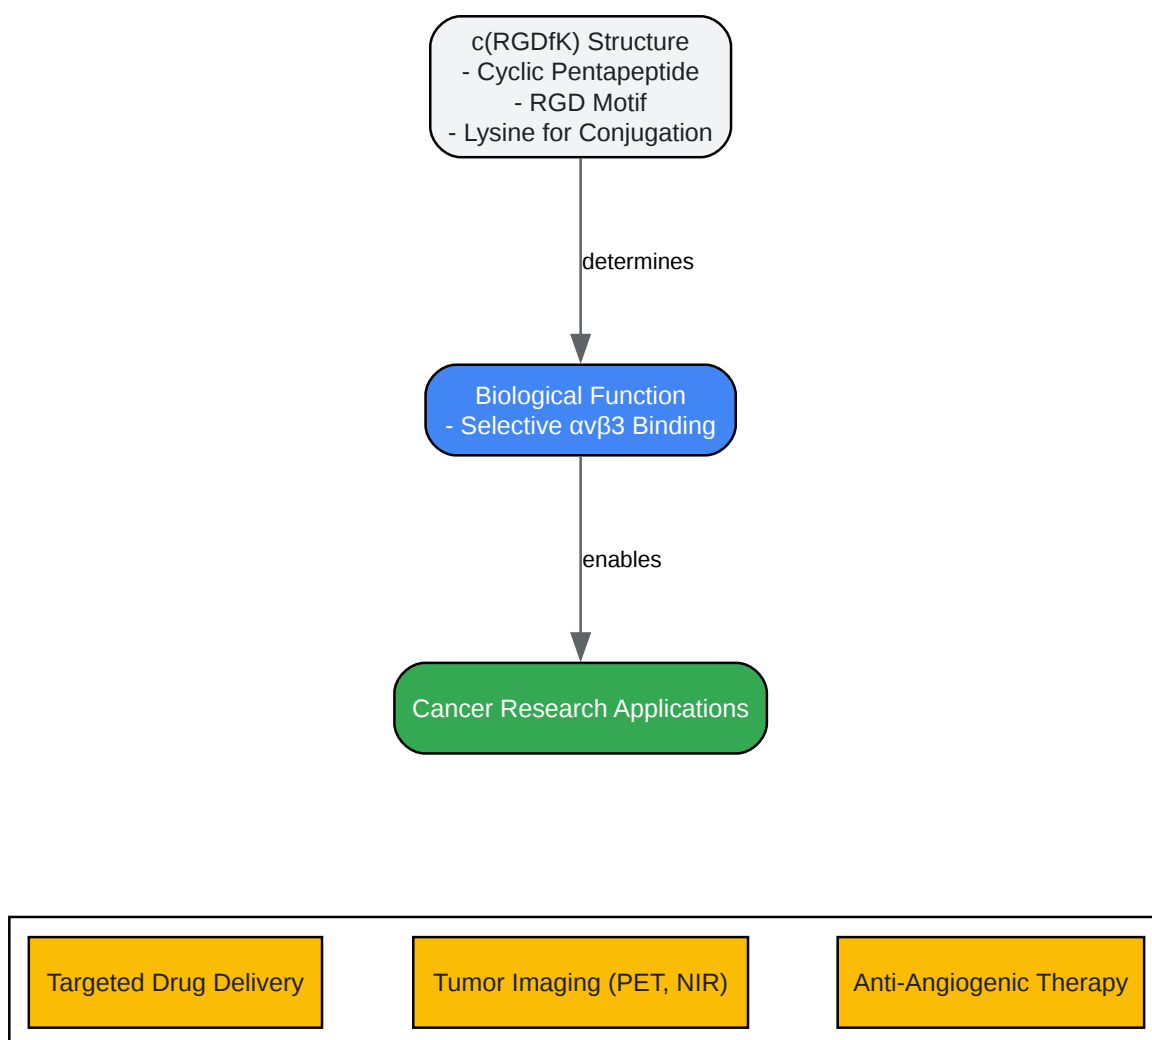 c(RGDfK) Structure
- Cyclic Pentapeptide
- RGD Motif
- Lysine for Conjugation
determines
Biological Function
- Selective αvβ3 Binding
enables
Cancer Research Applications
Targeted Drug Delivery
Tumor Imaging (PET, NIR)
Anti-Angiogenic Therapy